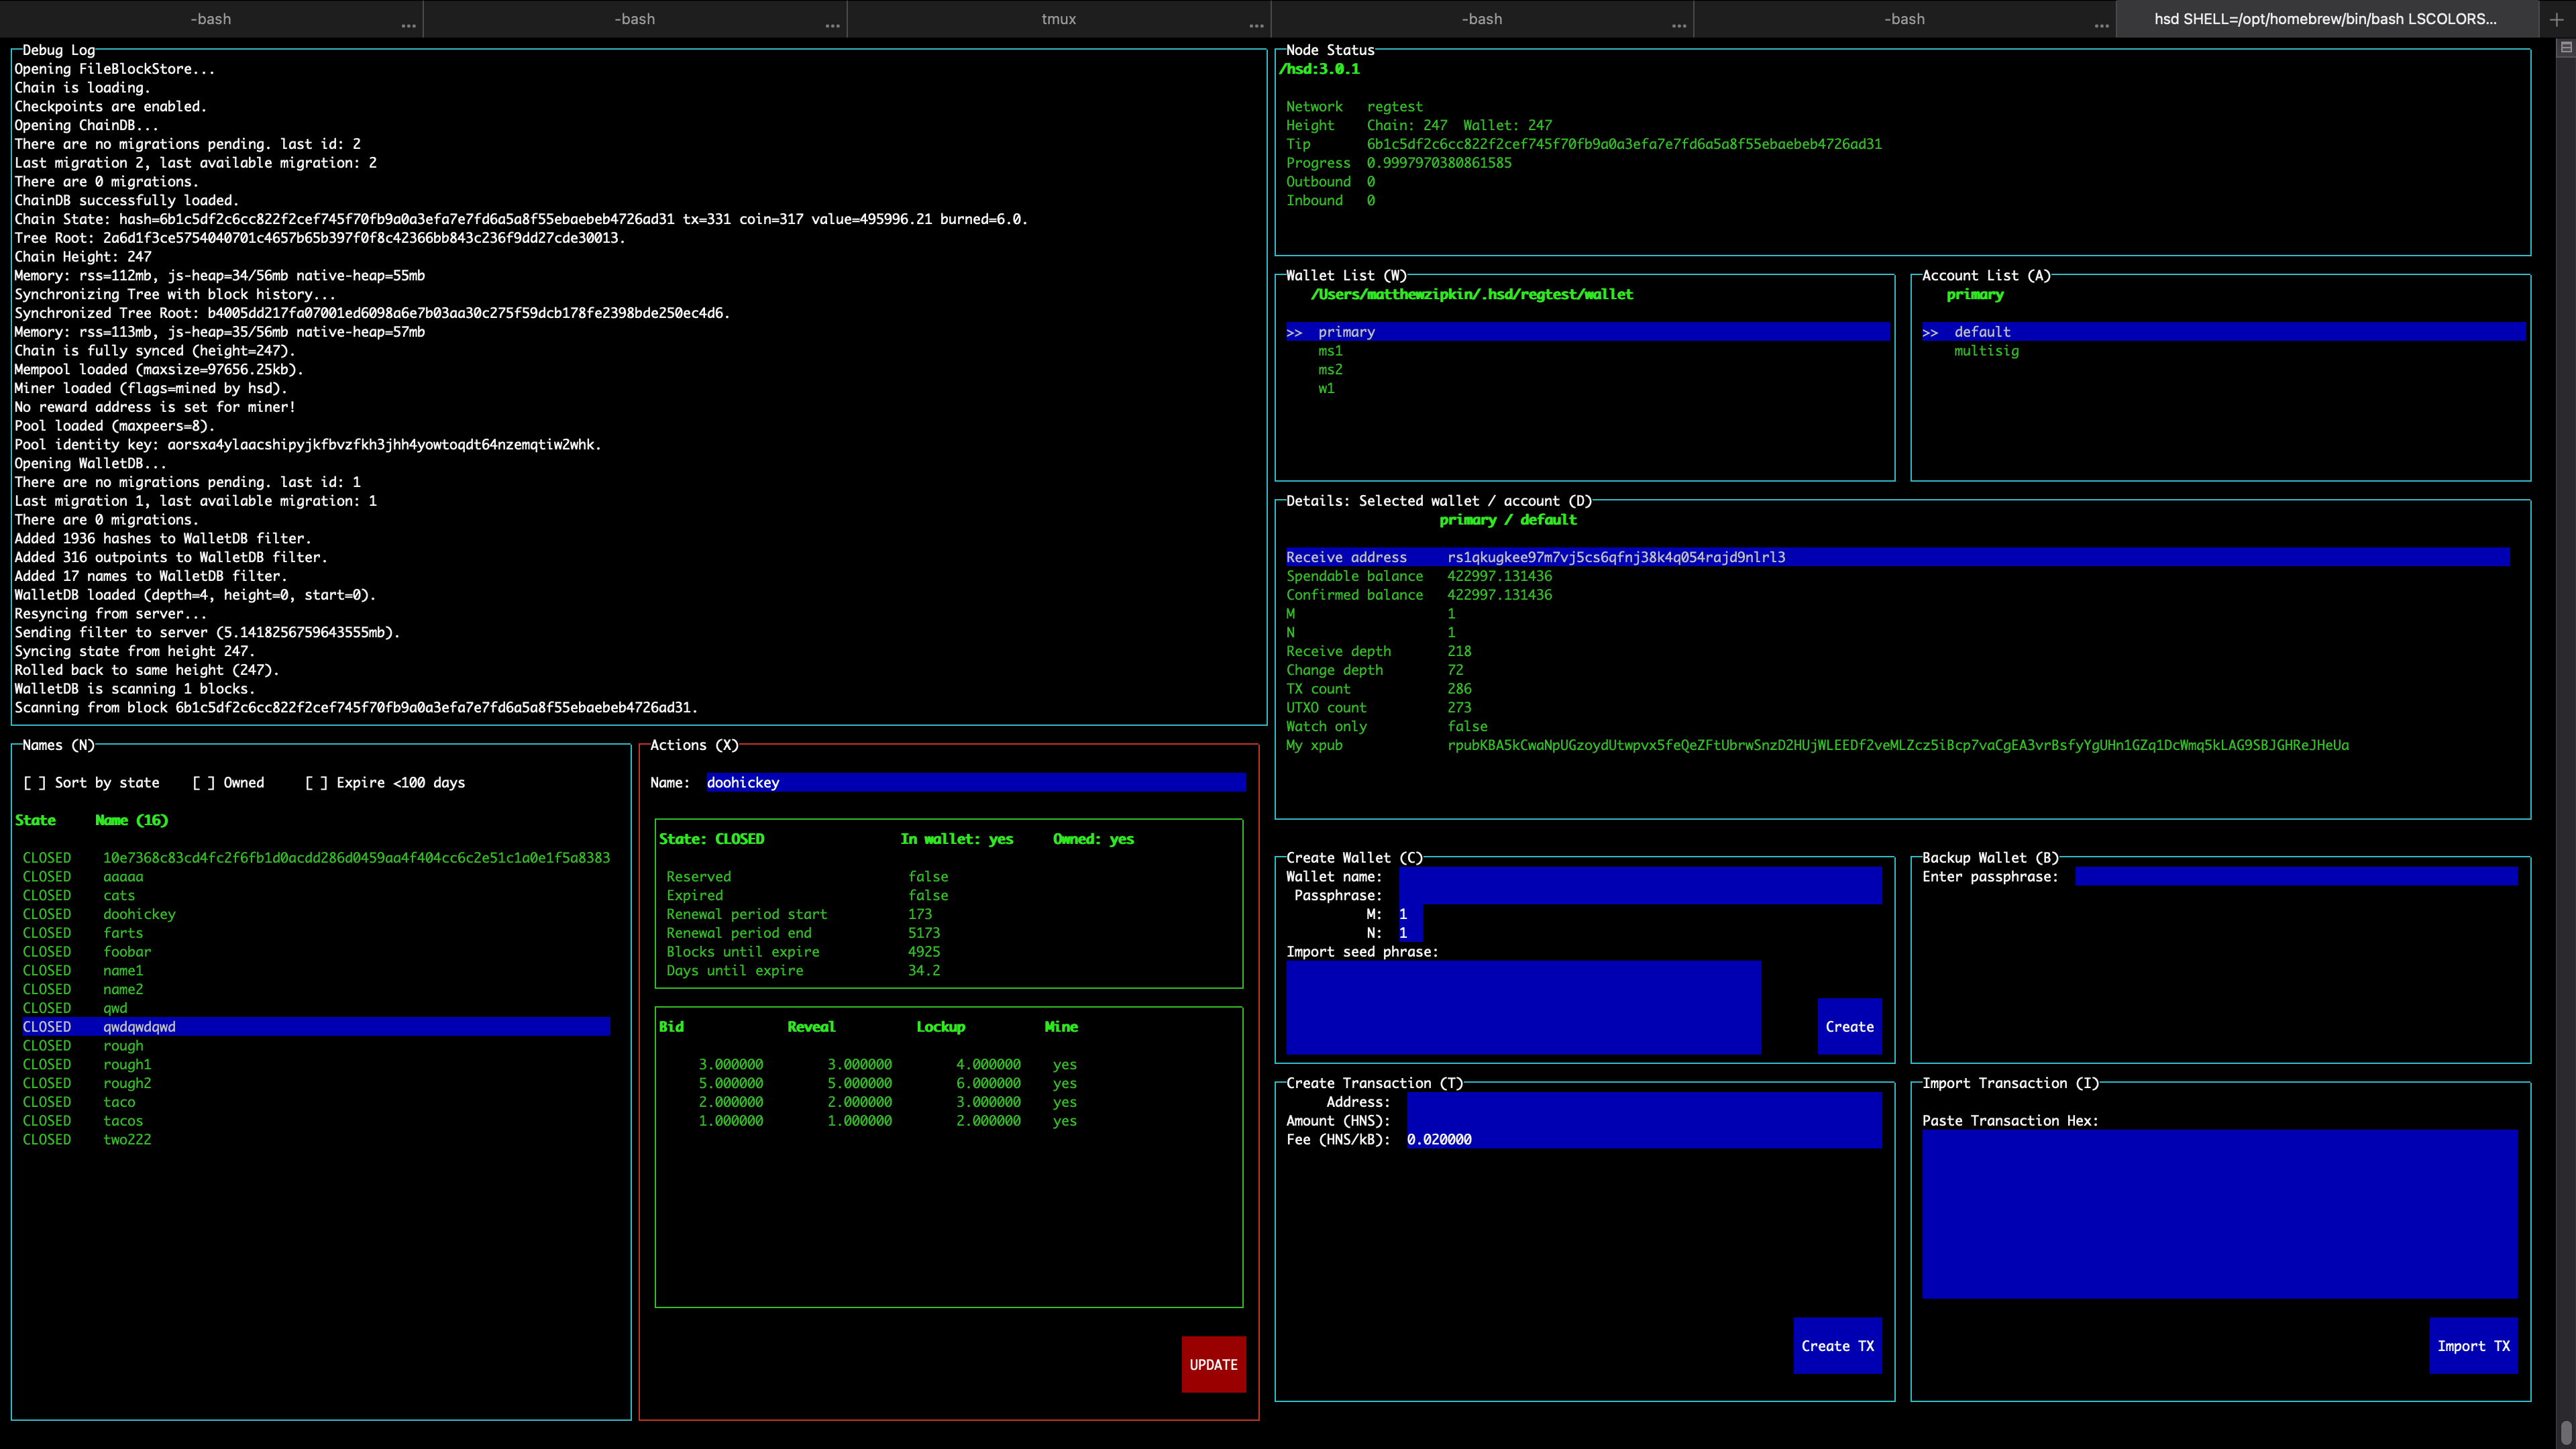 -bash ... -bash ... tmux ... -bash ... -bash ... hsd SHELL=/opt/homebrew/bin/bash LSCOLORS... +
Debug Log
Opening FileBlockStore...
Chain is loading.
Checkpoints are enabled.
Opening ChainDB...
There are no migrations pending. last id: 2
Last migration 2, last available migration: 2
There are 0 migrations.
ChainDB successfully loaded.
Chain State: hash=6b1c5df2c6cc822f2cef745f70fb9a0a3efa7e7fd6a5a8f55ebaebeb4726ad31 tx=331 coin=317 value=495996.21 burned=6.0.
Tree Root: 2a6d1f3ce5754040701c4657b65b397f0f8c42366bb843c236f9dd27cde30013.
Chain Height: 247
Memory: rss=112mb, js-heap=34/56mb native-heap=55mb
Synchronizing Tree with block history...
Synchronized Tree Root: b4005dd217fa07001ed6098a6e7b03aa30c275f59dcb178fe2398bde250ec4d6.
Memory: rss=113mb, js-heap=35/56mb native-heap=57mb
Chain is fully synced (height=247).
Mempool loaded (maxsize=97656.25kb).
Miner loaded (flags=mined by hsd).
No reward address is set for miner!
Pool loaded (maxpeers=8).
Pool identity key: aorsxa4ylaacshipyjkfbvzfkh3jhh4yowtoqdt64nzemqtiw2whk.
Opening WalletDB...
There are no migrations pending. last id: 1
Last migration 1, last available migration: 1
There are 0 migrations.
Added 1936 hashes to WalletDB filter.
Added 316 outpoints to WalletDB filter.
Added 17 names to WalletDB filter.
WalletDB loaded (depth=4, height=0, start=0).
Resyncing from server...
Sending filter to server (5.1418256759643555mb).
Syncing state from height 247.
Rolled back to same height (247).
WalletDB is scanning 1 blocks.
Scanning from block 6b1c5df2c6cc822f2cef745f70fb9a0a3efa7e7fd6a5a8f55ebaebeb4726ad31.
Node Status
/hsd:3.0.1
Network regtest
Height Chain: 247 Wallet: 247
Tip 6b1c5df2c6cc822f2cef745f70fb9a0a3efa7e7fd6a5a8f55ebaebeb4726ad31
Progress 0.9997970380861585
Outbound 0
Inbound 0
Wallet List (W)
/Users/matthewzipkin/.hsd/regtest/wallet
>> primary
ms1
ms2
w1
Account List (A)
primary
>> default
multisig
Details: Selected wallet / account (D)
primary / default
Receive address rs1qkugkee97m7vj5cs6qfnj38k4q054rajd9nlrl3
Spendable balance 422997.131436
Confirmed balance 422997.131436
M 1
N 1
Receive depth 218
Change depth 72
TX count 286
UTXO count 273
Watch only false
My xpub rpubKBA5kCwaNpUGzoydUtwpvx5feQeZFtUbrwSnzD2HUjWLEEDf2veMLZcz5iBcp7vaCgEA3vrBsfyYgUHn1GZq1DcWmq5kLAG9SBJGHReJHeUa
Names (N)
[ ] Sort by state [ ] Owned [ ] Expire <100 days
State Name (16)
CLOSED 10e7368c83cd4fc2f6fb1d0acdd286d0459aa4f404cc6c2e51c1a0e1f5a8383
CLOSED aaaaa
CLOSED cats
CLOSED doohickey
CLOSED farts
CLOSED foobar
CLOSED name1
CLOSED name2
CLOSED qwd
CLOSED qwdqwdqwd
CLOSED rough
CLOSED rough1
CLOSED rough2
CLOSED taco
CLOSED tacos
CLOSED two222
Actions (X)
Name: doohickey
State: CLOSED In wallet: yes Owned: yes
Reserved false
Expired false
Renewal period start 173
Renewal period end 5173
Blocks until expire 4925
Days until expire 34.2
Bid Reveal Lockup Mine
3.000000 3.000000 4.000000 yes
5.000000 5.000000 6.000000 yes
2.000000 2.000000 3.000000 yes
1.000000 1.000000 2.000000 yes
UPDATE
Create Wallet (C)
Wallet name:
Passphrase:
M: 1
N: 1
Import seed phrase:
Create
Backup Wallet (B)
Enter passphrase:
Create Transaction (T)
Address:
Amount (HNS):
Fee (HNS/kB): 0.020000
Create TX
Import Transaction (I)
Paste Transaction Hex:
Import TX